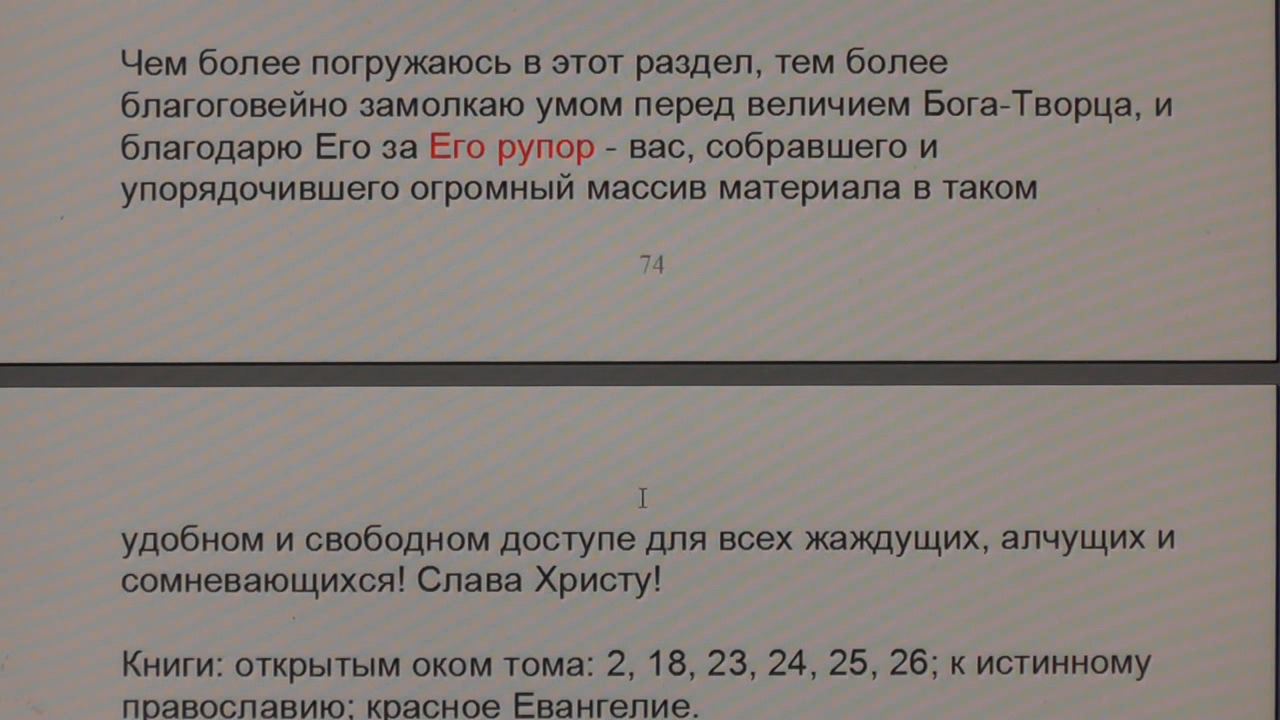 Чем более погружаюсь в этот раздел, тем более
благоговейно замолкаю умом перед величием Бога-Творца, и
благодарю Его за Его рупор - вас, собравшего и
упорядочившего огромный массив материала в таком
74
удобном и свободном доступе для всех жаждущих, алчущих и
сомневающихся! Слава Христу!
Книги: открытым оком тома: 2, 18, 23, 24, 25, 26; к истинному
православию; красное Евангелие.